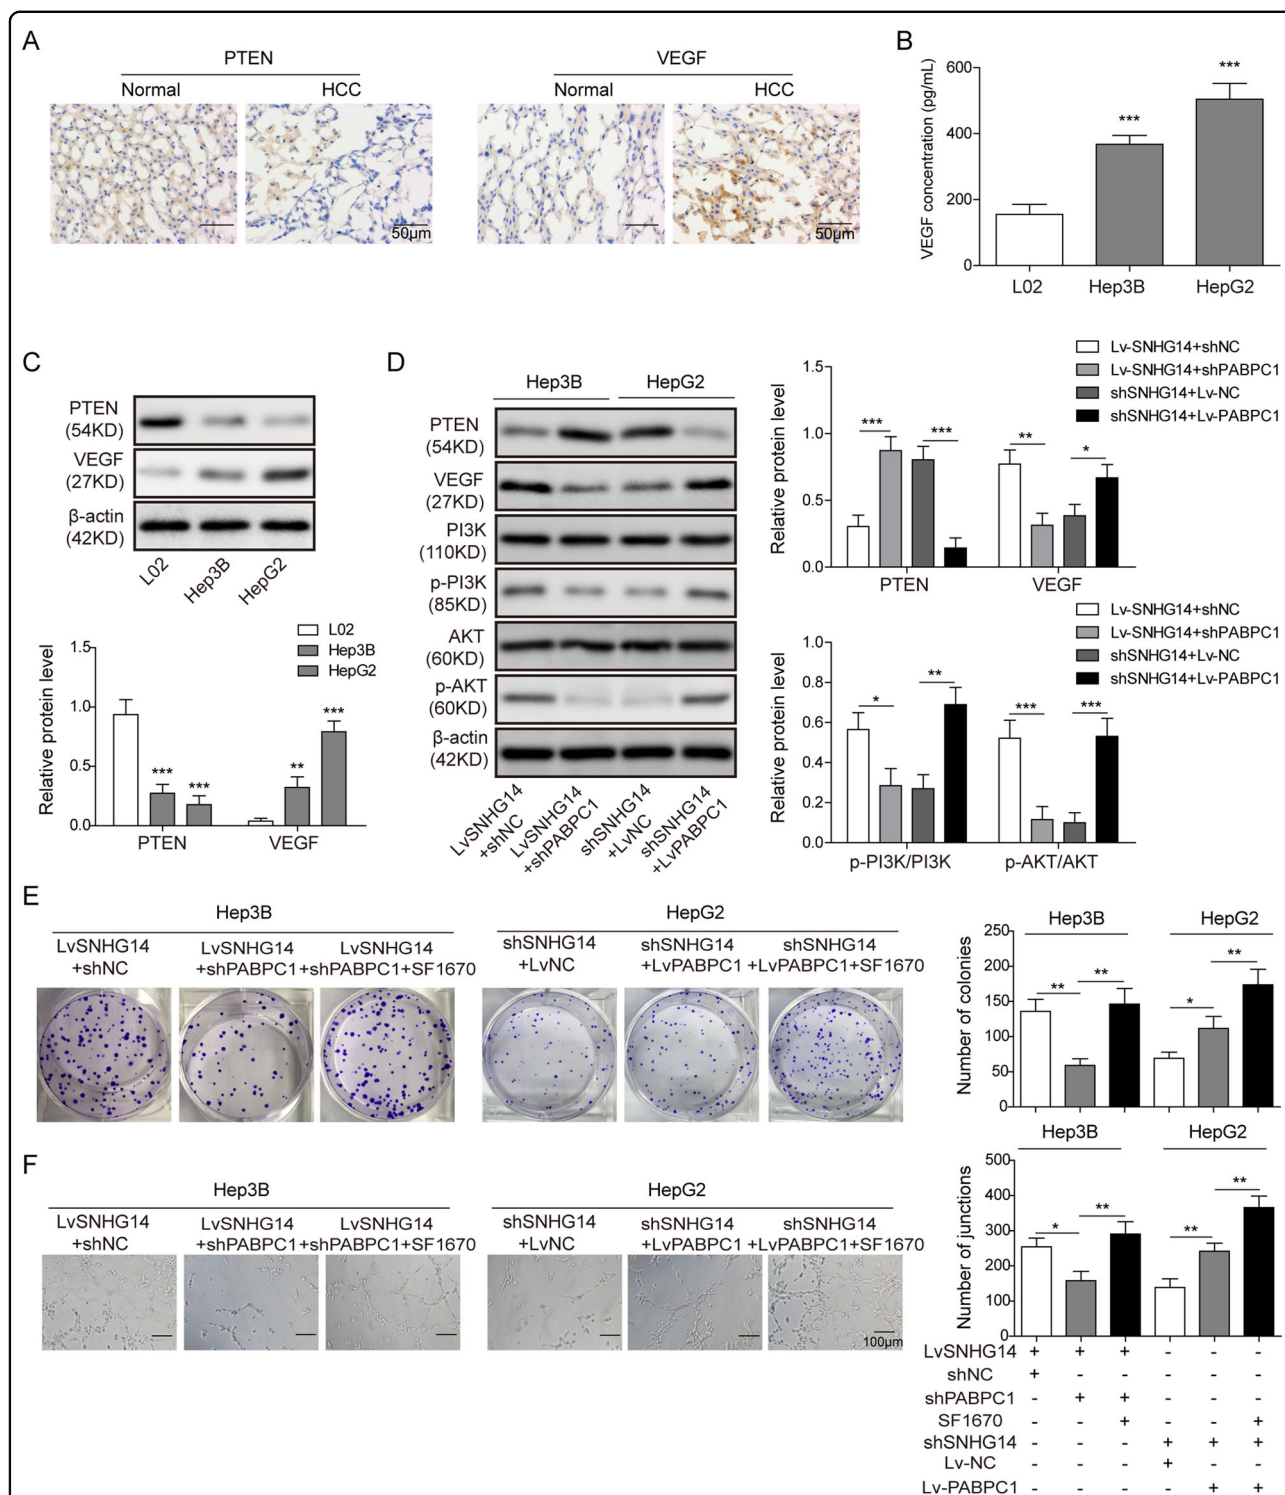 A
PTEN
VEGF
Normal
HCC
Normal
HCC
50μm
50μm
B
VEGF concentration (pg/mL)
600
400
200
0
***
***
L02
Hep3B
HepG2
C
PTEN
(54KD)
VEGF
(27KD)
β-actin
(42KD)
L02
Hep3B
HepG2
L02
Hep3B
HepG2
Relative protein level
1.5
1.0
0.5
0.0
***
***
**
***
PTEN
VEGF
D
Hep3B
HepG2
PTEN
(54KD)
VEGF
(27KD)
PI3K
(110KD)
p-PI3K
(85KD)
AKT
(60KD)
p-AKT
(60KD)
β-actin
(42KD)
LvSNHG14
+shNC
LvSNHG14
+shPABPC1
shSNHG14
+LvNC
shSNHG14
+LvPABPC1
Lv-SNHG14+shNC
Lv-SNHG14+shPABPC1
shSNHG14+Lv-NC
shSNHG14+Lv-PABPC1
Relative protein level
1.5
1.0
0.5
0.0
***
***
**
*
PTEN
VEGF
Lv-SNHG14+shNC
Lv-SNHG14+shPABPC1
shSNHG14+Lv-NC
shSNHG14+Lv-PABPC1
Relative protein level
1.0
0.8
0.6
0.4
0.2
0.0
*
**
***
***
p-PI3K/PI3K
p-AKT/AKT
E
Hep3B
HepG2
LvSNHG14
+shNC
LvSNHG14
+shPABPC1
LvSNHG14
+shPABPC1+SF1670
shSNHG14
+LvNC
shSNHG14
+LvPABPC1
shSNHG14
+LvPABPC1+SF1670
Hep3B
HepG2
Number of colonies
250
200
150
100
50
0
**
**
*
**
F
Hep3B
HepG2
LvSNHG14
+shNC
LvSNHG14
+shPABPC1
LvSNHG14
+shPABPC1+SF1670
shSNHG14
+LvNC
shSNHG14
+LvPABPC1
shSNHG14
+LvPABPC1+SF1670
100μm
Hep3B
HepG2
Number of junctions
500
400
300
200
100
0
*
**
**
**
LvSNHG14 + + + - - -
shNC + - - - - -
shPABPC1 - + + - - -
SF1670 - - + - - +
shSNHG14 - - - + + +
Lv-NC - - - + - -
Lv-PABPC1 - - - - + +